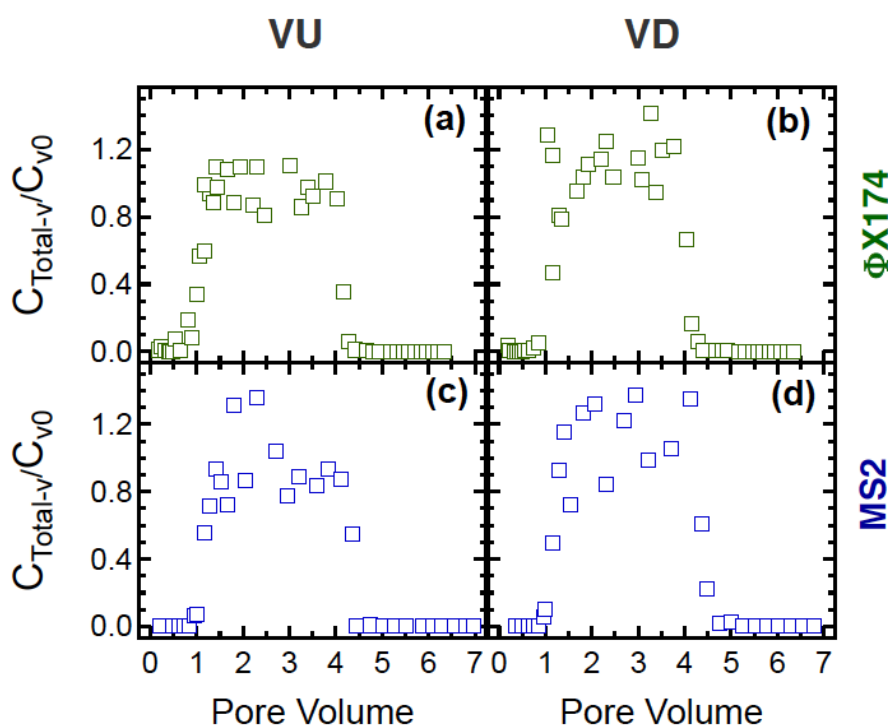 VU
VD
C_Total-v/C_v0
1.2
0.8
0.4
0.0
(a)
(b)
ΦX174
C_Total-v/C_v0
1.2
0.8
0.4
0.0
(c)
(d)
MS2
0 1 2 3 4 5 6 7
0 1 2 3 4 5 6 7
Pore Volume
Pore Volume